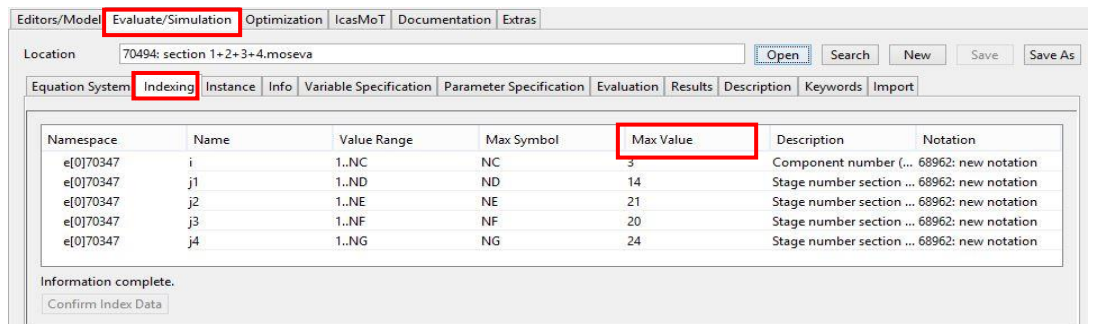 Editors/Model Evaluate/Simulation Optimization IcasMoT Documentation Extras
Location 70494: section 1+2+3+4.moseva Open Search New Save Save As
Equation System Indexing Instance Info Variable Specification Parameter Specification Evaluation Results Description Keywords Import
Namespace Name Value Range Max Symbol Max Value Description Notation
e[0]70347 i 1..NC NC 3 Component number (... 68962: new notation
e[0]70347 j1 1..ND ND 14 Stage number section ... 68962: new notation
e[0]70347 j2 1..NE NE 21 Stage number section ... 68962: new notation
e[0]70347 j3 1..NF NF 20 Stage number section ... 68962: new notation
e[0]70347 j4 1..NG NG 24 Stage number section ... 68962: new notation
Information complete.
Confirm Index Data